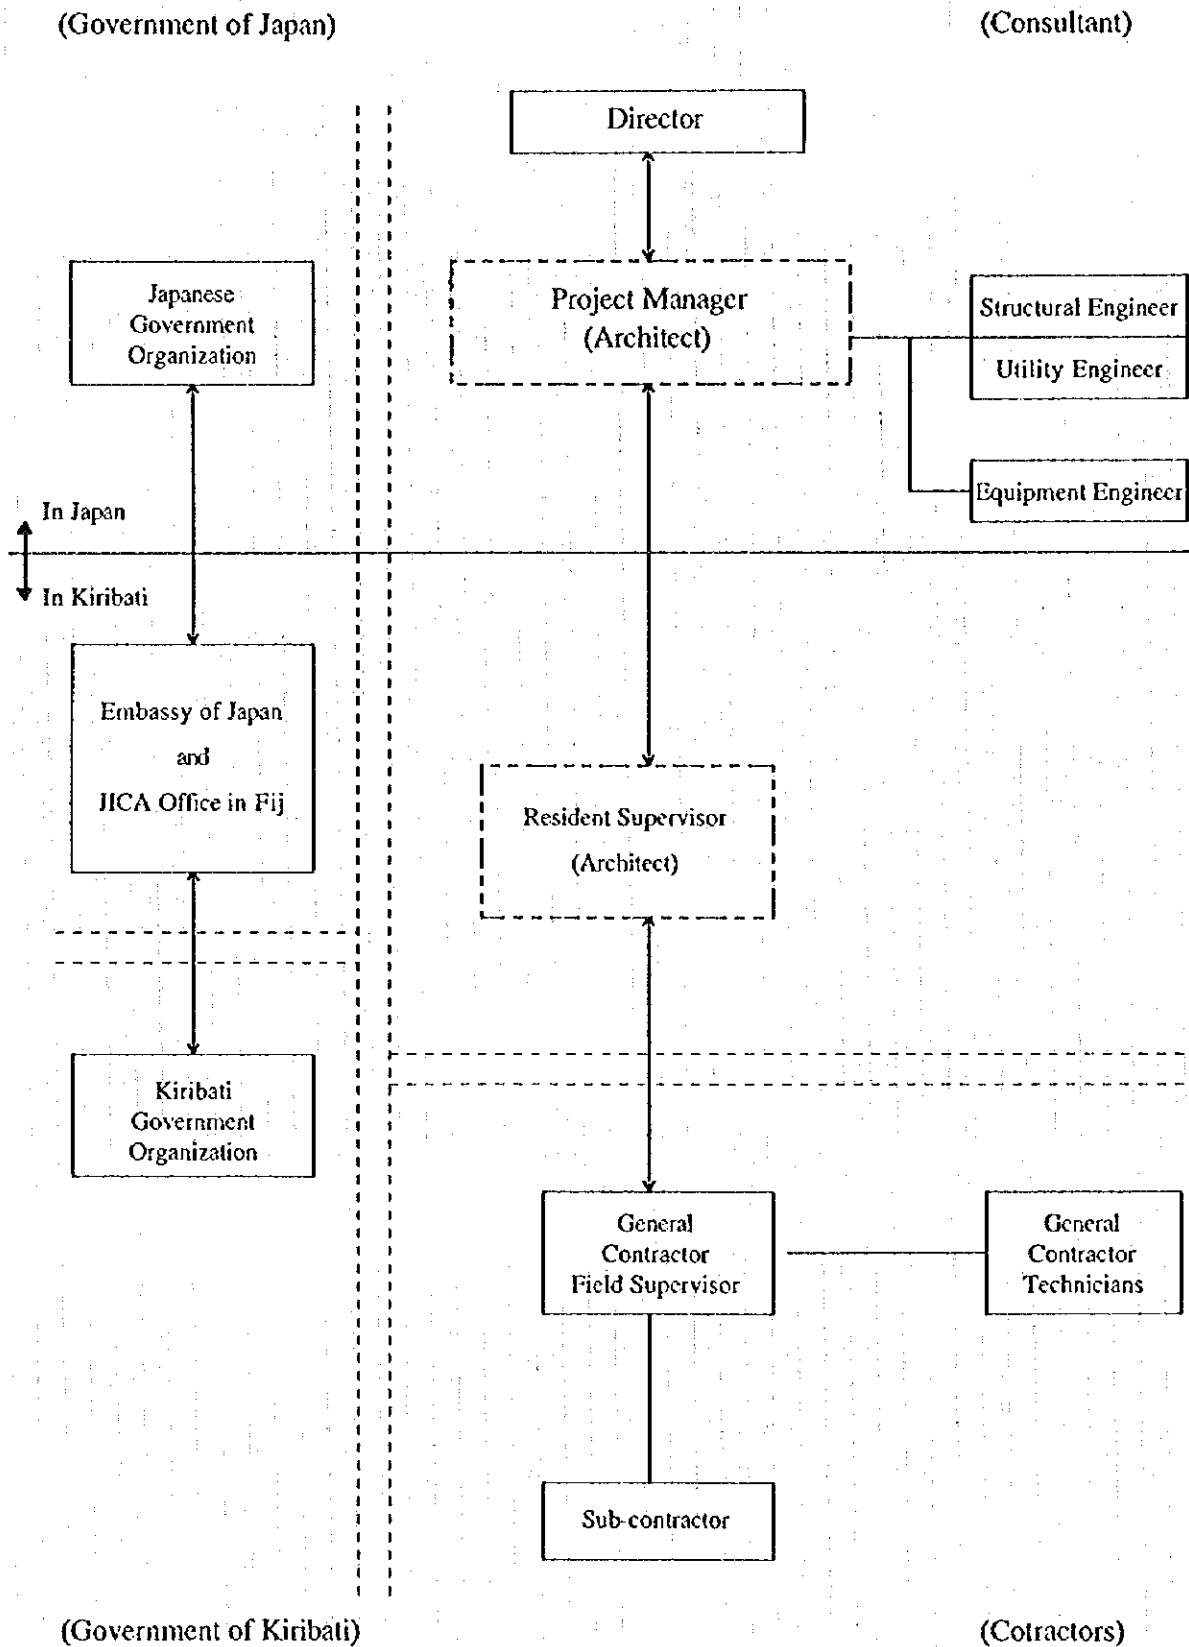 (Government of Japan)
(Consultant)
Director
Japanese
Government
Organization
Project Manager
(Architect)
Structural Engineer
Utility Engineer
Equipment Engineer
In Japan
In Kiribati
Embassy of Japan
and
JICA Office in Fij
Resident Supervisor
(Architect)
Kiribati
Government
Organization
General
Contractor
Field Supervisor
General
Contractor
Technicians
Sub-contractor
(Government of Kiribati)
(Cotractors)